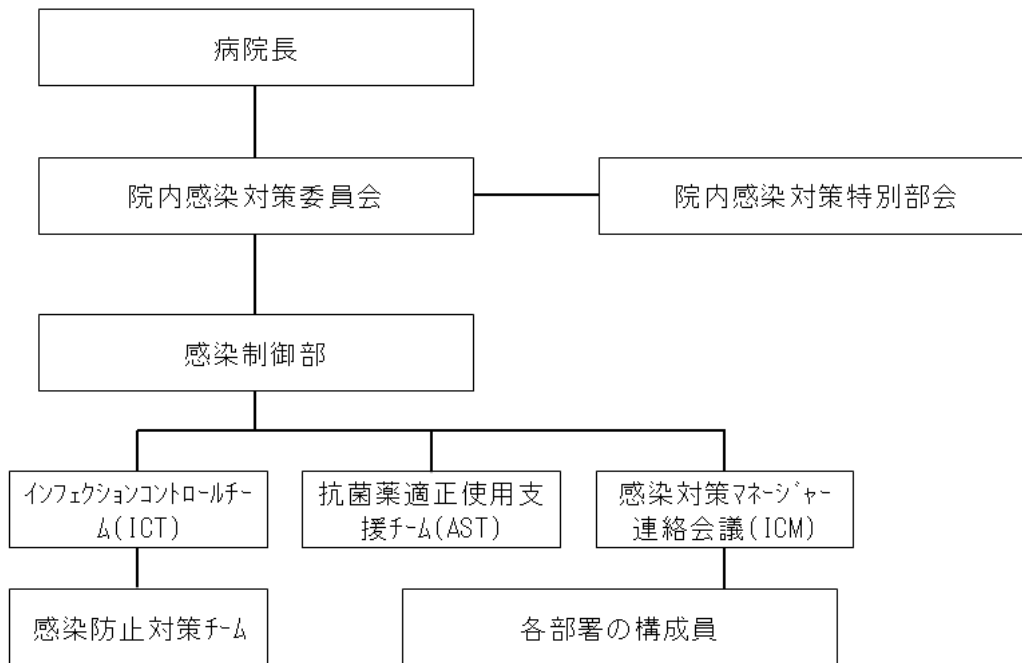 病院長
院内感染対策委員会
院内感染対策特別部会
感染制御部
インフェクションコントロールチー
ム(ICT)
抗菌薬適正使用支
援チーム(AST)
感染対策マネージャー
連絡会議(ICM)
感染防止対策チーム
各部署の構成員